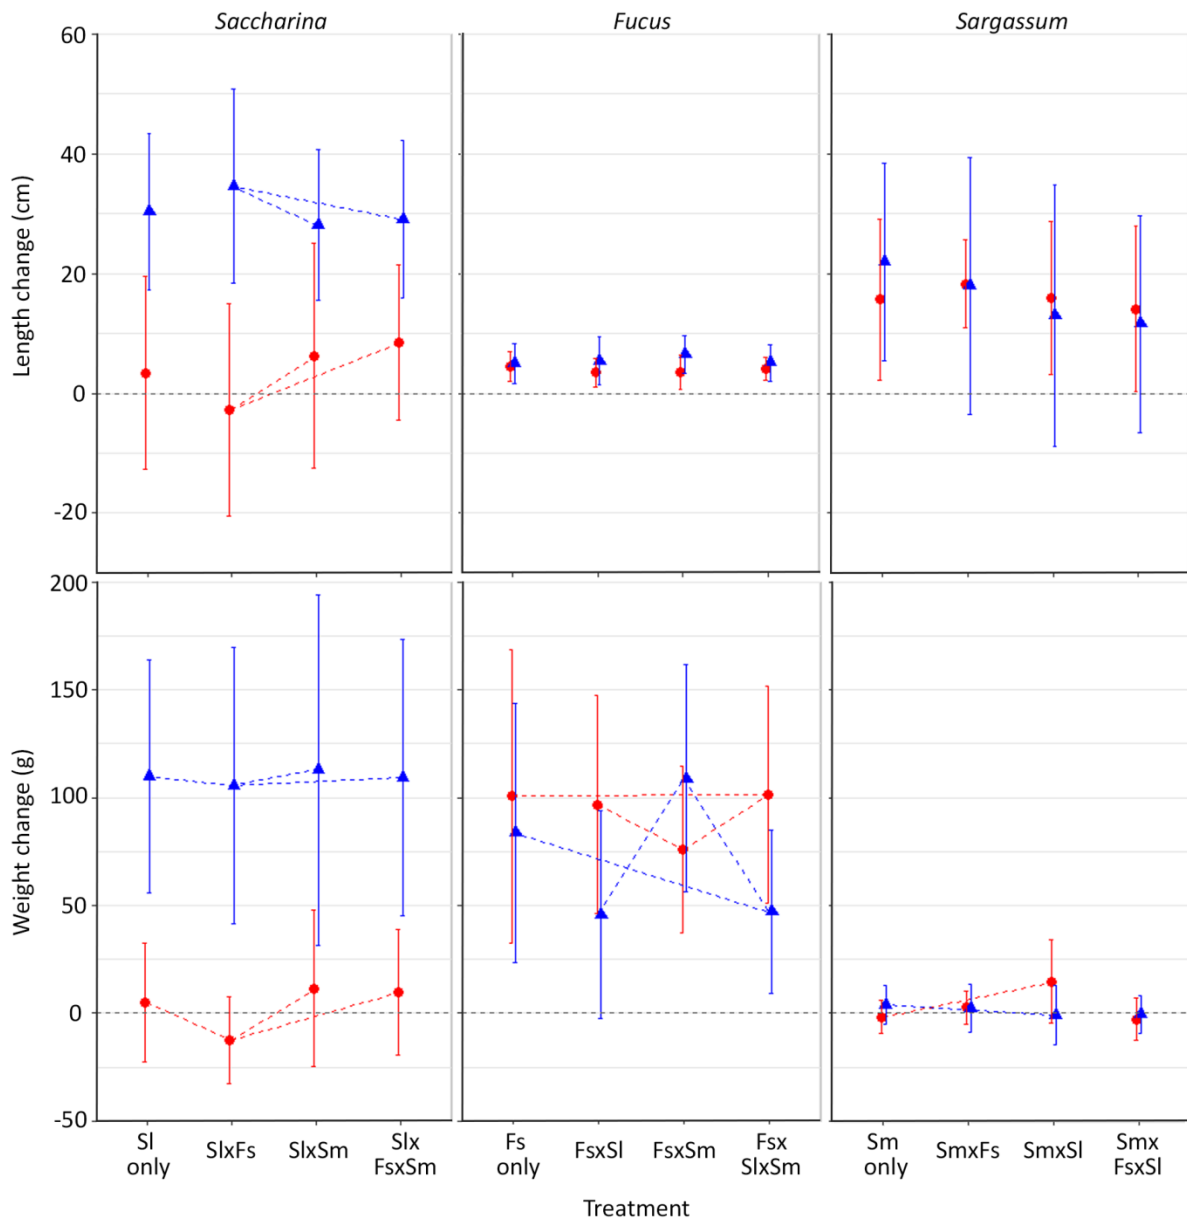 Saccharina
Fucus
Sargassum
Length change (cm)
60
40
20
0
-20
Weight change (g)
200
150
100
50
0
-50
Sl
only
SlxFs
SlxSm
Slx
FsxSm
Fs
only
FsxSl
FsxSm
Fsx
SlxSm
Sm
only
SmxFs
SmxSl
Smx
FsxSl
Treatment